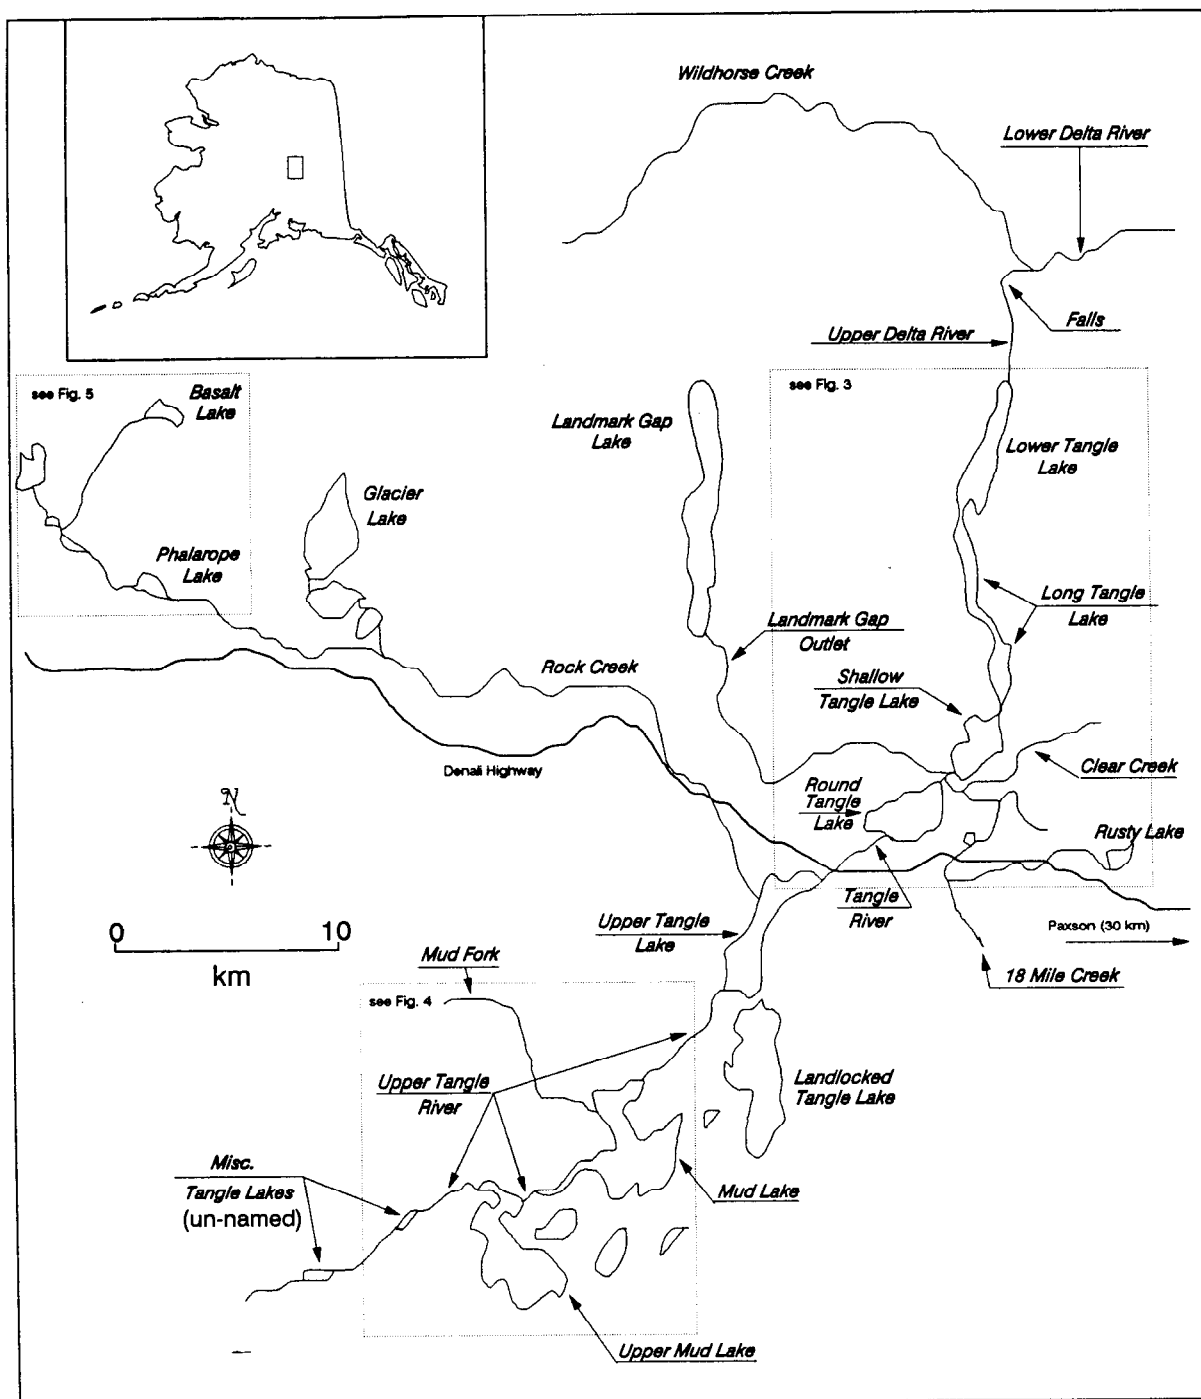 Wildhorse Creek
Lower Delta River
Falls
Upper Delta River
see Fig. 5
Basalt
Lake
see Fig. 3
Landmark Gap
Lake
Lower Tangle
Lake
Glacier
Lake
Phalarope
Lake
Long Tangle
Lake
Landmark Gap
Outlet
Rock Creek
Shallow
Tangle Lake
Denali Highway
Clear Creek
Round
Tangle
Lake
N
Rusty Lake
Tangle
River
Upper Tangle
Lake
Paxson (30 km)
0 10
km
Mud Fork
18 Mile Creek
see Fig. 4
Upper Tangle
River
Landlocked
Tangle Lake
Misc.
Tangle Lakes
(un-named)
Mud Lake
Upper Mud Lake